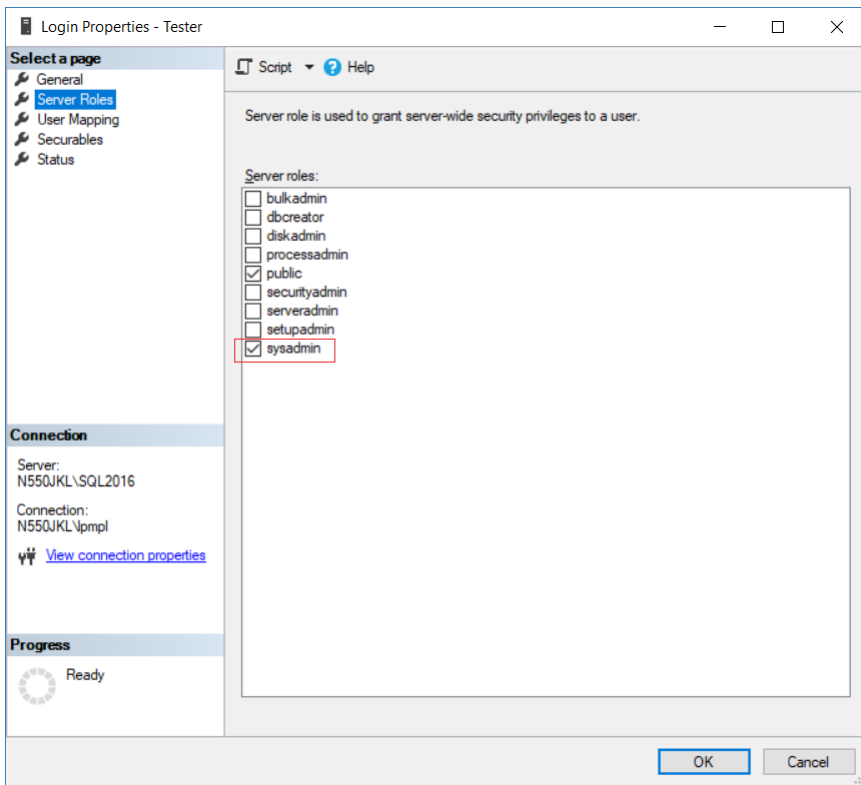 Login Properties - Tester
Select a page
General
Server Roles
User Mapping
Securables
Status
Script
Help
Server role is used to grant server-wide security privileges to a user.
Server roles:
bulkadmin
dbcreator
diskadmin
processadmin
public
securityadmin
serveradmin
setupadmin
sysadmin
Connection
Server:
N550JKL\SQL2016
Connection:
N550JKL\lpmpl
View connection properties
Progress
Ready
OK
Cancel